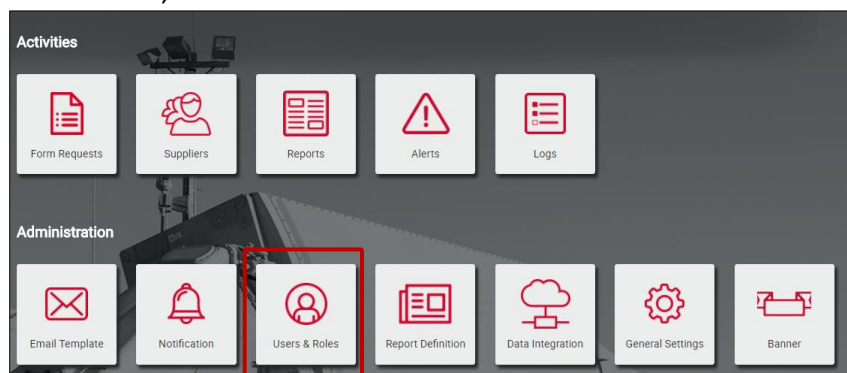 Activities
Form Requests Suppliers Reports Alerts Logs
Administration
Email Template Notification Users & Roles Report Definition Data Integration General Settings Banner